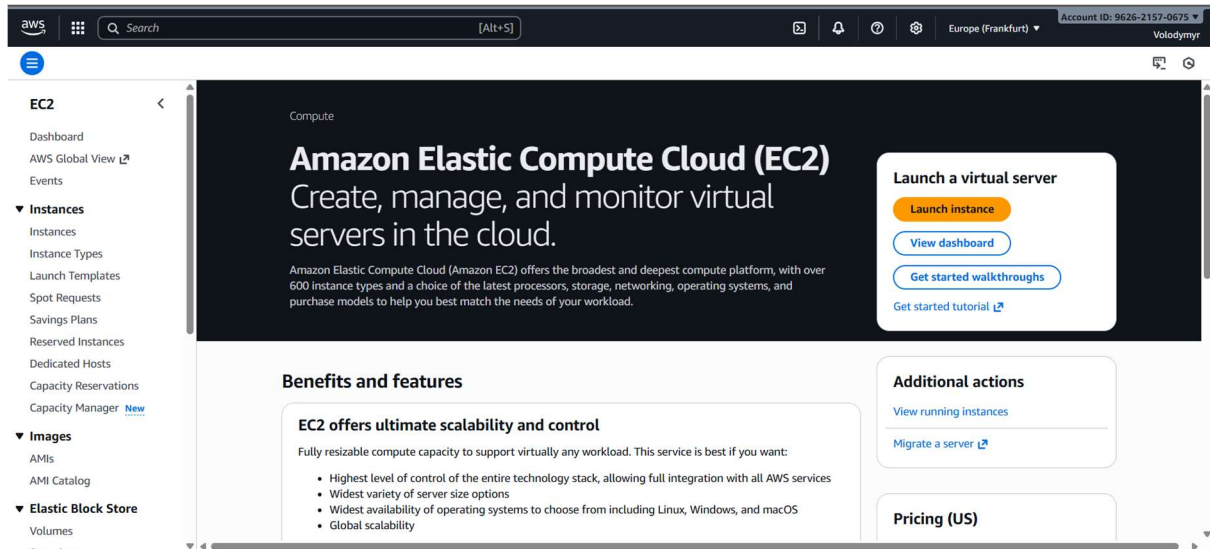 aws
Search
[Alt+S]
Europe (Frankfurt) ▼
Account ID: 9626-2157-0675 ▼
Volodymyr
EC2
Dashboard
AWS Global View
Events
▼ Instances
Instances
Instance Types
Launch Templates
Spot Requests
Savings Plans
Reserved Instances
Dedicated Hosts
Capacity Reservations
Capacity Manager New
▼ Images
AMIs
AMI Catalog
▼ Elastic Block Store
Volumes
Compute
Amazon Elastic Compute Cloud (EC2)
Create, manage, and monitor virtual
servers in the cloud.
Amazon Elastic Compute Cloud (Amazon EC2) offers the broadest and deepest compute platform, with over
600 instance types and a choice of the latest processors, storage, networking, operating systems, and
purchase models to help you best match the needs of your workload.
Launch a virtual server
Launch instance
View dashboard
Get started walkthroughs
Get started tutorial
Benefits and features
EC2 offers ultimate scalability and control
Fully resizable compute capacity to support virtually any workload. This service is best if you want:
• Highest level of control of the entire technology stack, allowing full integration with all AWS services
• Widest variety of server size options
• Widest availability of operating systems to choose from including Linux, Windows, and macOS
• Global scalability
Additional actions
View running instances
Migrate a server
Pricing (US)